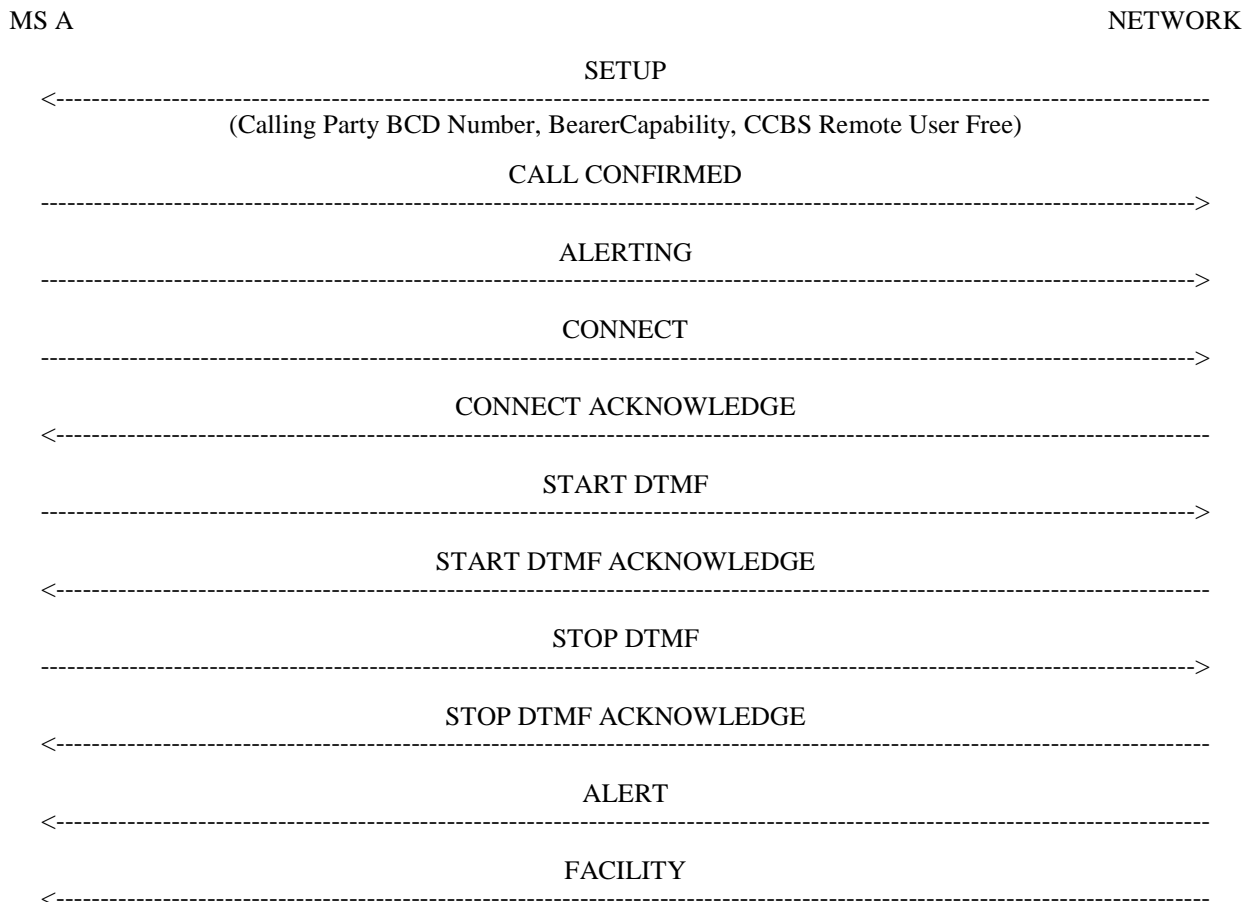 MS A NETWORK
SETUP
<------------------------------------------------------------------------------------------------------------------------------------
(Calling Party BCD Number, BearerCapability, CCBS Remote User Free)
CALL CONFIRMED
------------------------------------------------------------------------------------------------------------------------------------>
ALERTING
------------------------------------------------------------------------------------------------------------------------------------>
CONNECT
------------------------------------------------------------------------------------------------------------------------------------>
CONNECT ACKNOWLEDGE
<------------------------------------------------------------------------------------------------------------------------------------
START DTMF
------------------------------------------------------------------------------------------------------------------------------------>
START DTMF ACKNOWLEDGE
<------------------------------------------------------------------------------------------------------------------------------------
STOP DTMF
------------------------------------------------------------------------------------------------------------------------------------>
STOP DTMF ACKNOWLEDGE
<------------------------------------------------------------------------------------------------------------------------------------
ALERT
<------------------------------------------------------------------------------------------------------------------------------------
FACILITY
<------------------------------------------------------------------------------------------------------------------------------------